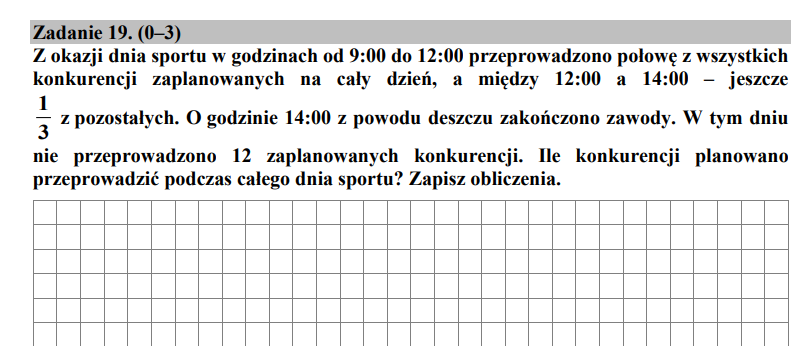 Zadanie 19. (0–3)
Z okazji dnia sportu w godzinach od 9:00 do 12:00 przeprowadzono połowę z wszystkich
konkurencji zaplanowanych na cały dzień, a między 12:00 a 14:00 – jeszcze
1/3 z pozostałych. O godzinie 14:00 z powodu deszczu zakończono zawody. W tym dniu
nie przeprowadzono 12 zaplanowanych konkurencji. Ile konkurencji planowano
przeprowadzić podczas całego dnia sportu? Zapisz obliczenia.